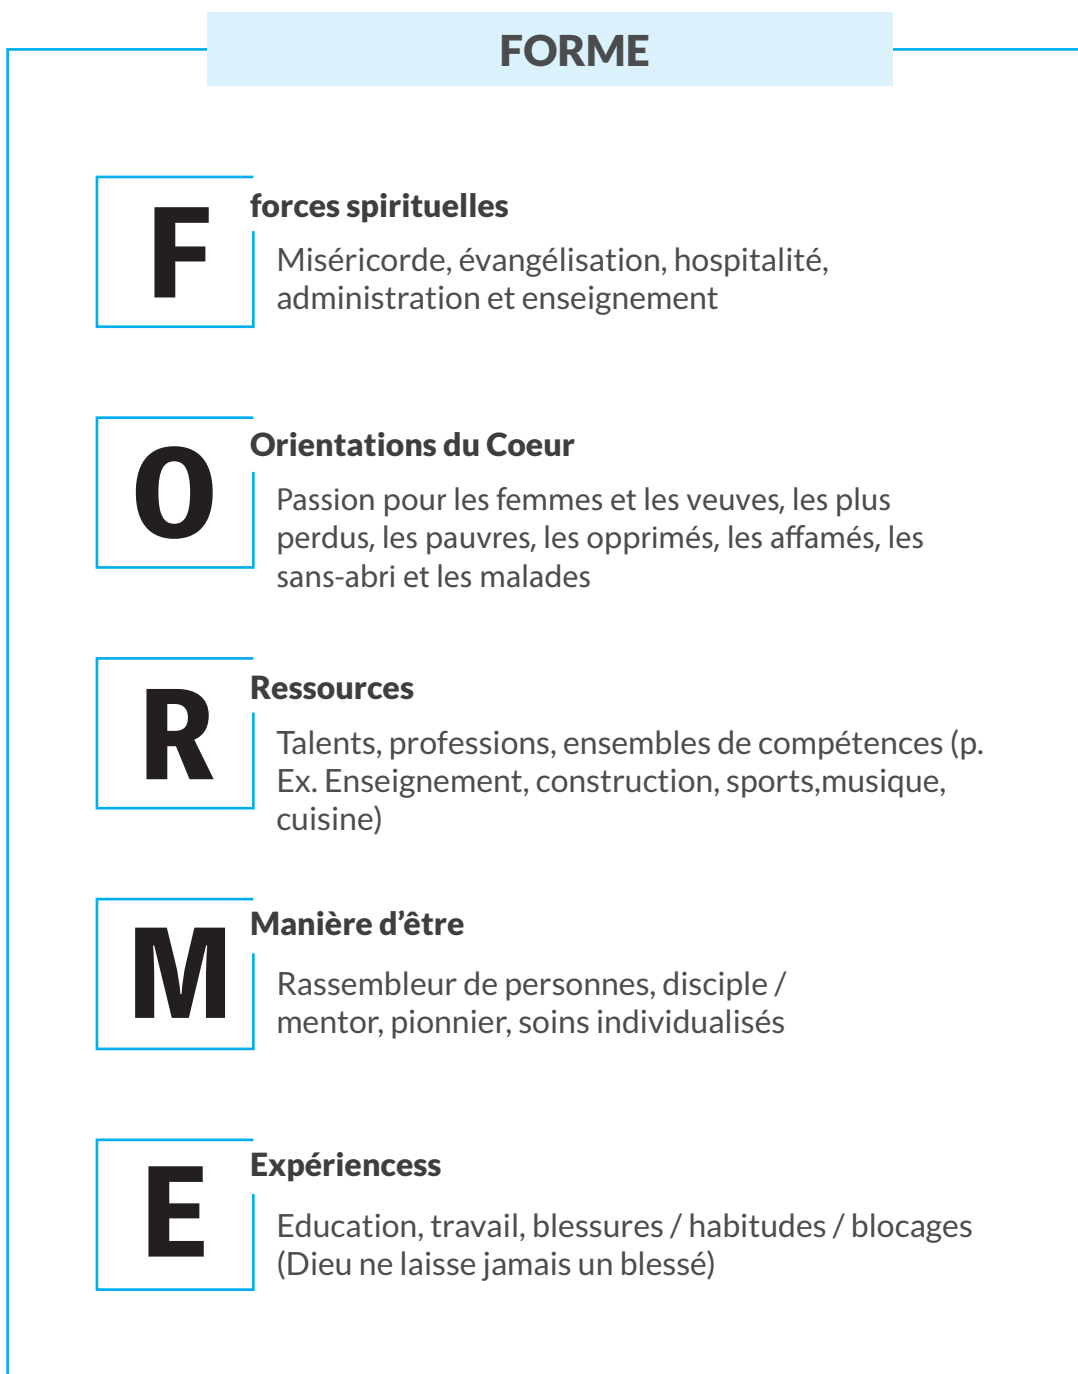 FORME
F
forces spirituelles
Miséricorde, évangélisation, hospitalité,
administration et enseignement
O
Orientations du Coeur
Passion pour les femmes et les veuves, les plus
perdus, les pauvres, les opprimés, les affamés, les
sans-abri et les malades
R
Ressources
Talents, professions, ensembles de compétences (p.
Ex. Enseignement, construction, sports,musique,
cuisine)
M
Manière d’être
Rassembleur de personnes, disciple /
mentor, pionnier, soins individualisés
E
Expériencess
Education, travail, blessures / habitudes / blocages
(Dieu ne laisse jamais un blessé)